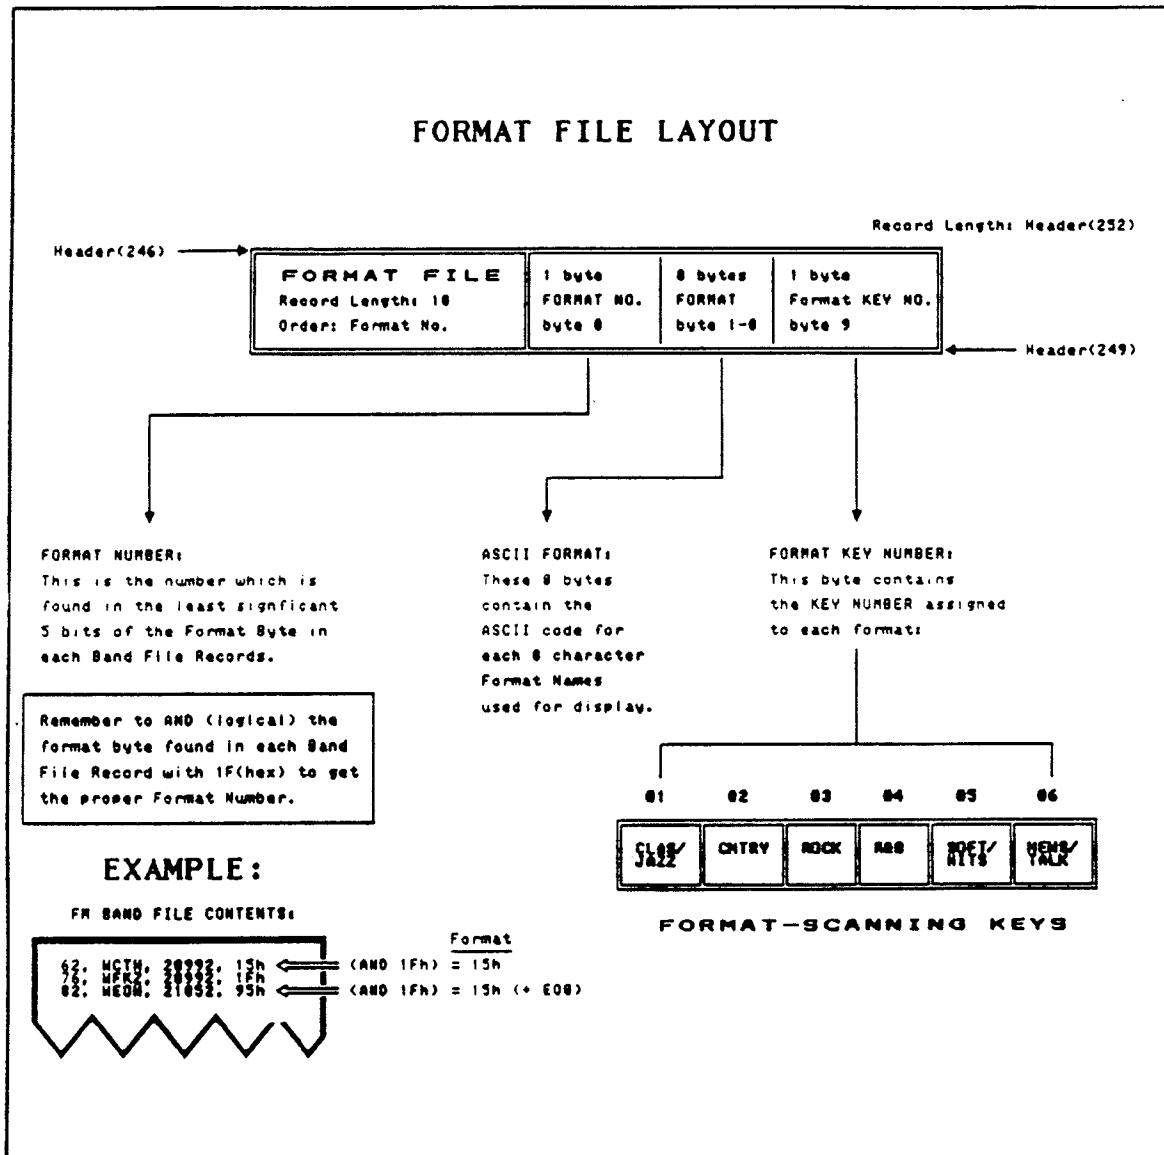 FORMAT FILE LAYOUT
Record Length: Header(252)
Header(246)
FORMAT FILE
Record Length: 10
Order: Format No.
1 byte
FORMAT NO.
byte 0
8 bytes
FORMAT
byte 1-8
1 byte
Format KEY NO.
byte 9
Header(249)
FORMAT NUMBER:
This is the number which is
found in the least signficant
5 bits of the Format Byte in
each Band File Records.
Remember to AND (logical) the
format byte found in each Band
File Record with 1F(hex) to get
the proper Format Number.
ASCII FORMAT:
These 8 bytes
contain the
ASCII code for
each 8 character
Format Names
used for display.
FORMAT KEY NUMBER:
This byte contains
the KEY NUMBER assigned
to each format:
01 02 03 04 05 06
JAZZ
CNTRY
ROCK
R&B
SOFT/
HITS
NEWS/
TALK
FORMAT-SCANNING KEYS
EXAMPLE:
FM BAND FILE CONTENTS:
Format
62, WCTM, 20992, 15h (AND 1Fh) = 15h
76, 20992, 1Fh
82, 95h (AND 1Fh) = 15h (+ EOB)